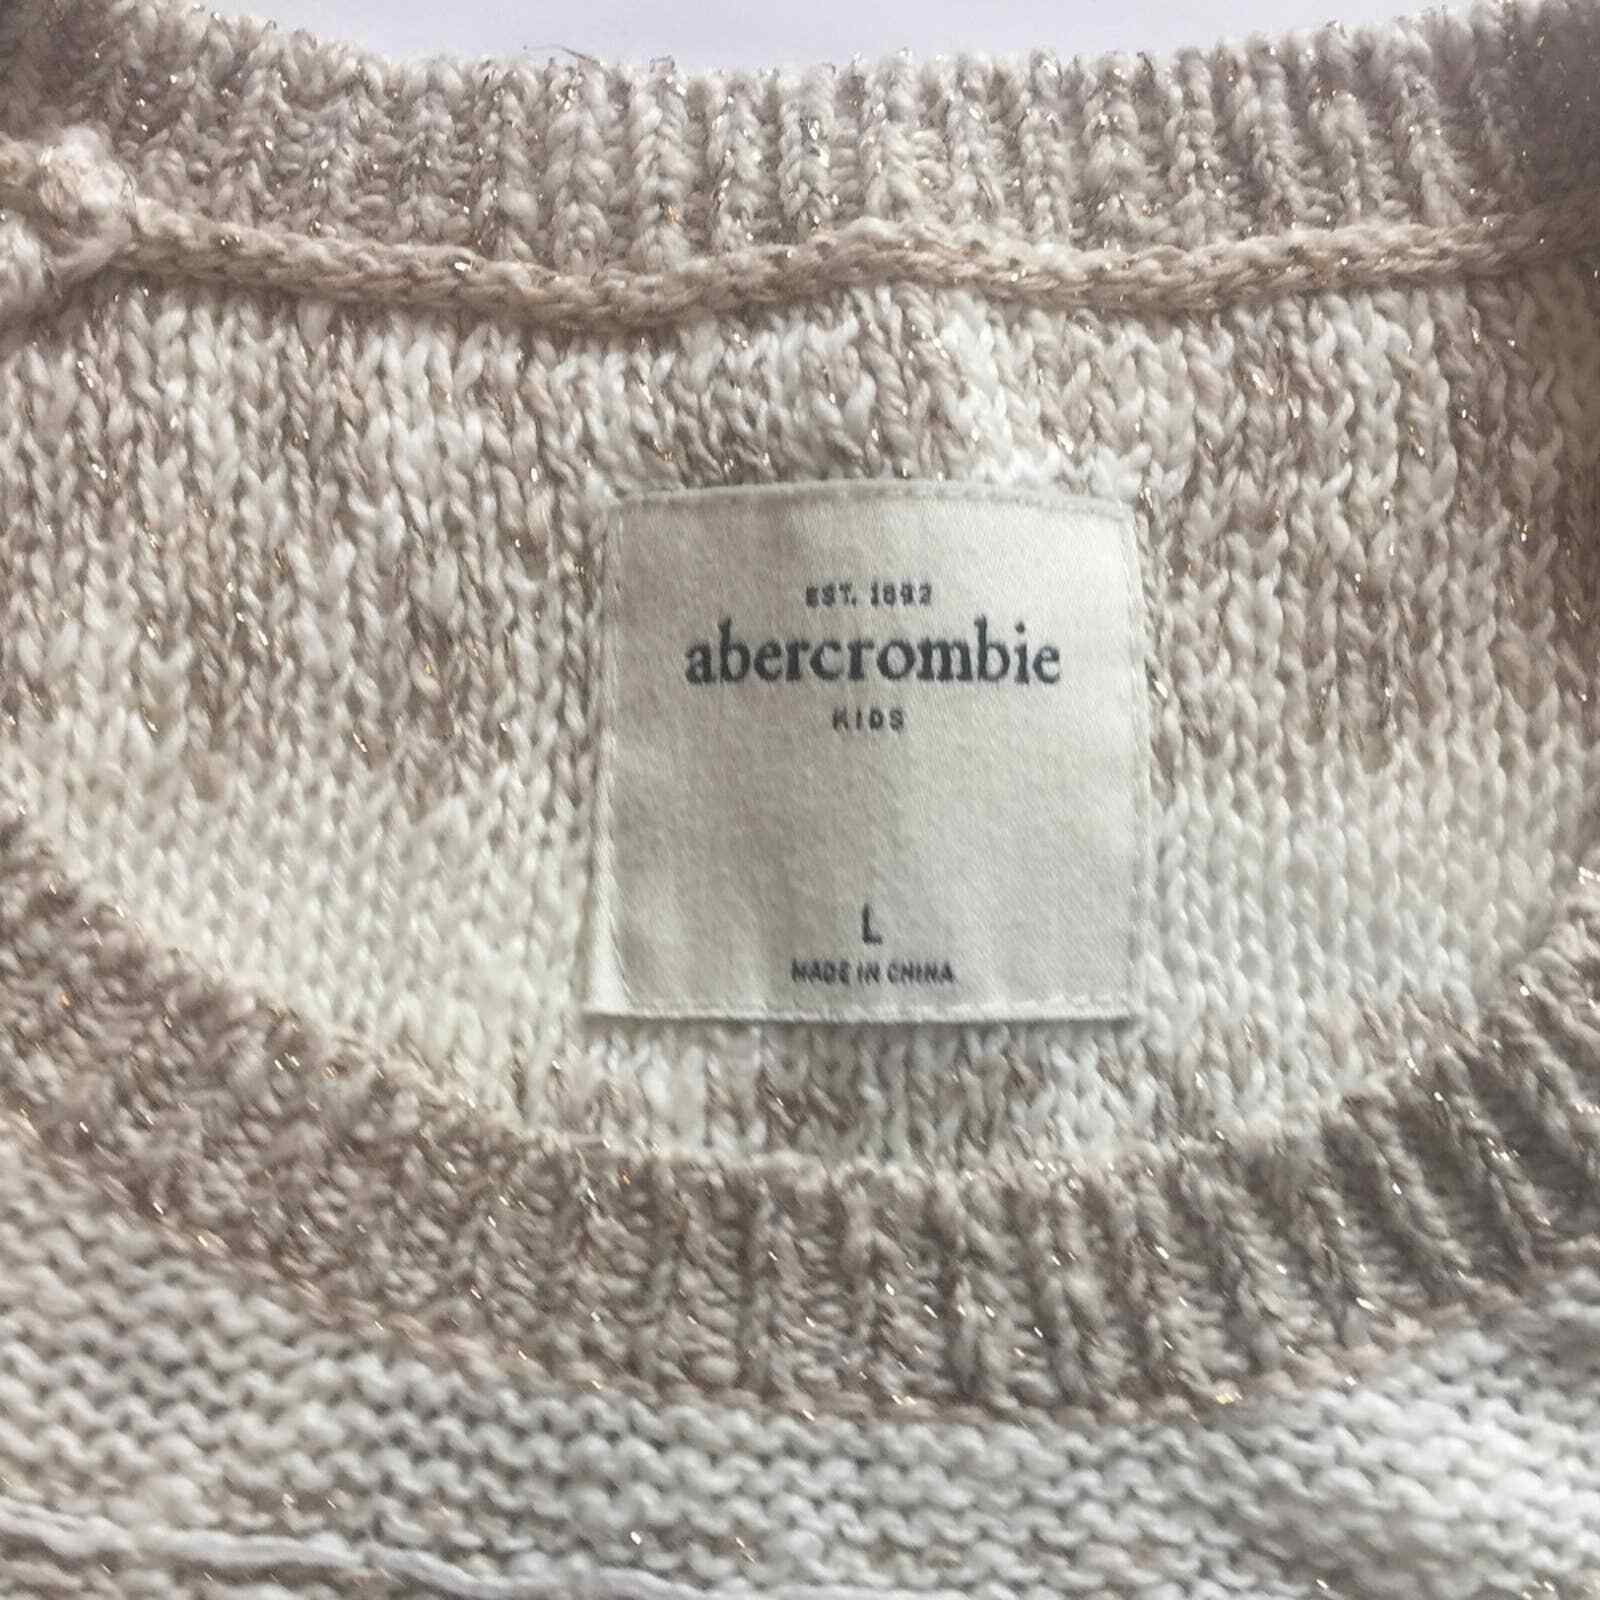 EST. 1892
abercrombie
KIDS
L
MADE IN CHINA